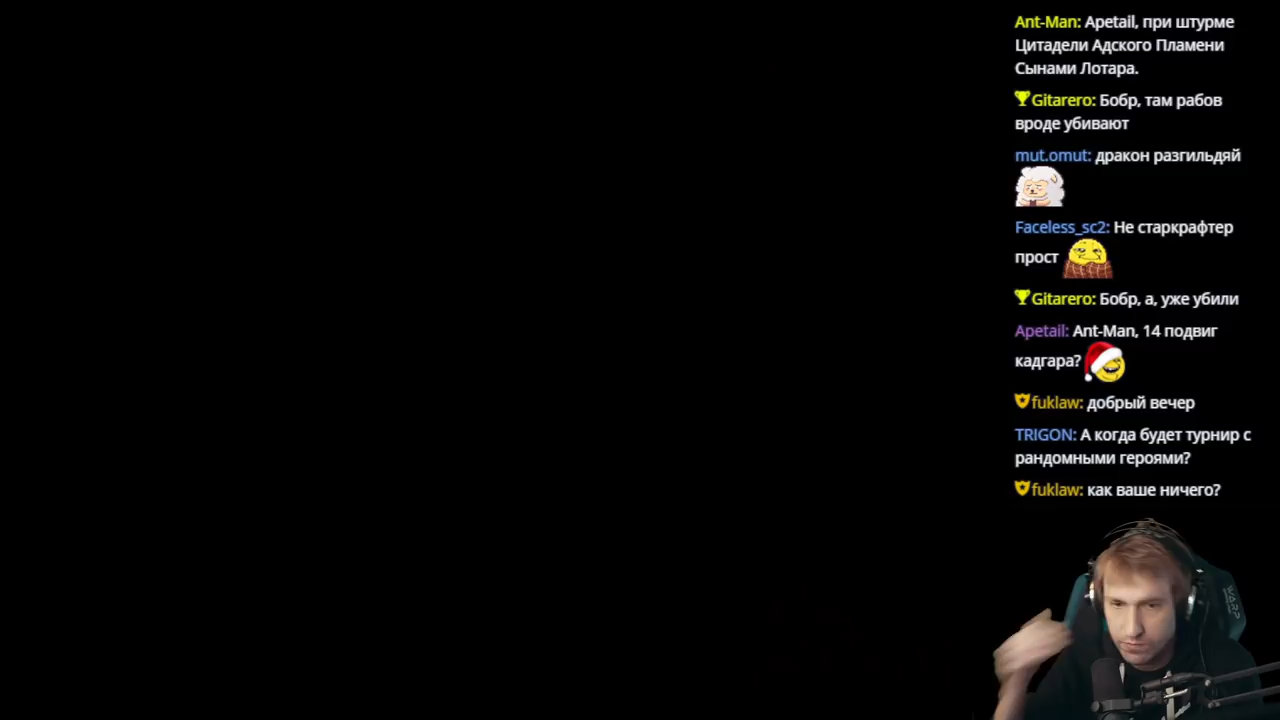 Ant-Man: Apetail, при штурме
Цитадели Адского Пламени
Сынами Лотара.
Gitarero: Бобр, там рабов
вроде убивают
mut.omut: дракон разгильдяй
Faceless_sc2: Не старкрафтер
прост
Gitarero: Бобр, а, уже убили
Apetail: Ant-Man, 14 подвиг
кадгара?
fuklaw: добрый вечер
TRIGON: А когда будет турнир с
рандомными героями?
fuklaw: как ваше ничего?
WARP